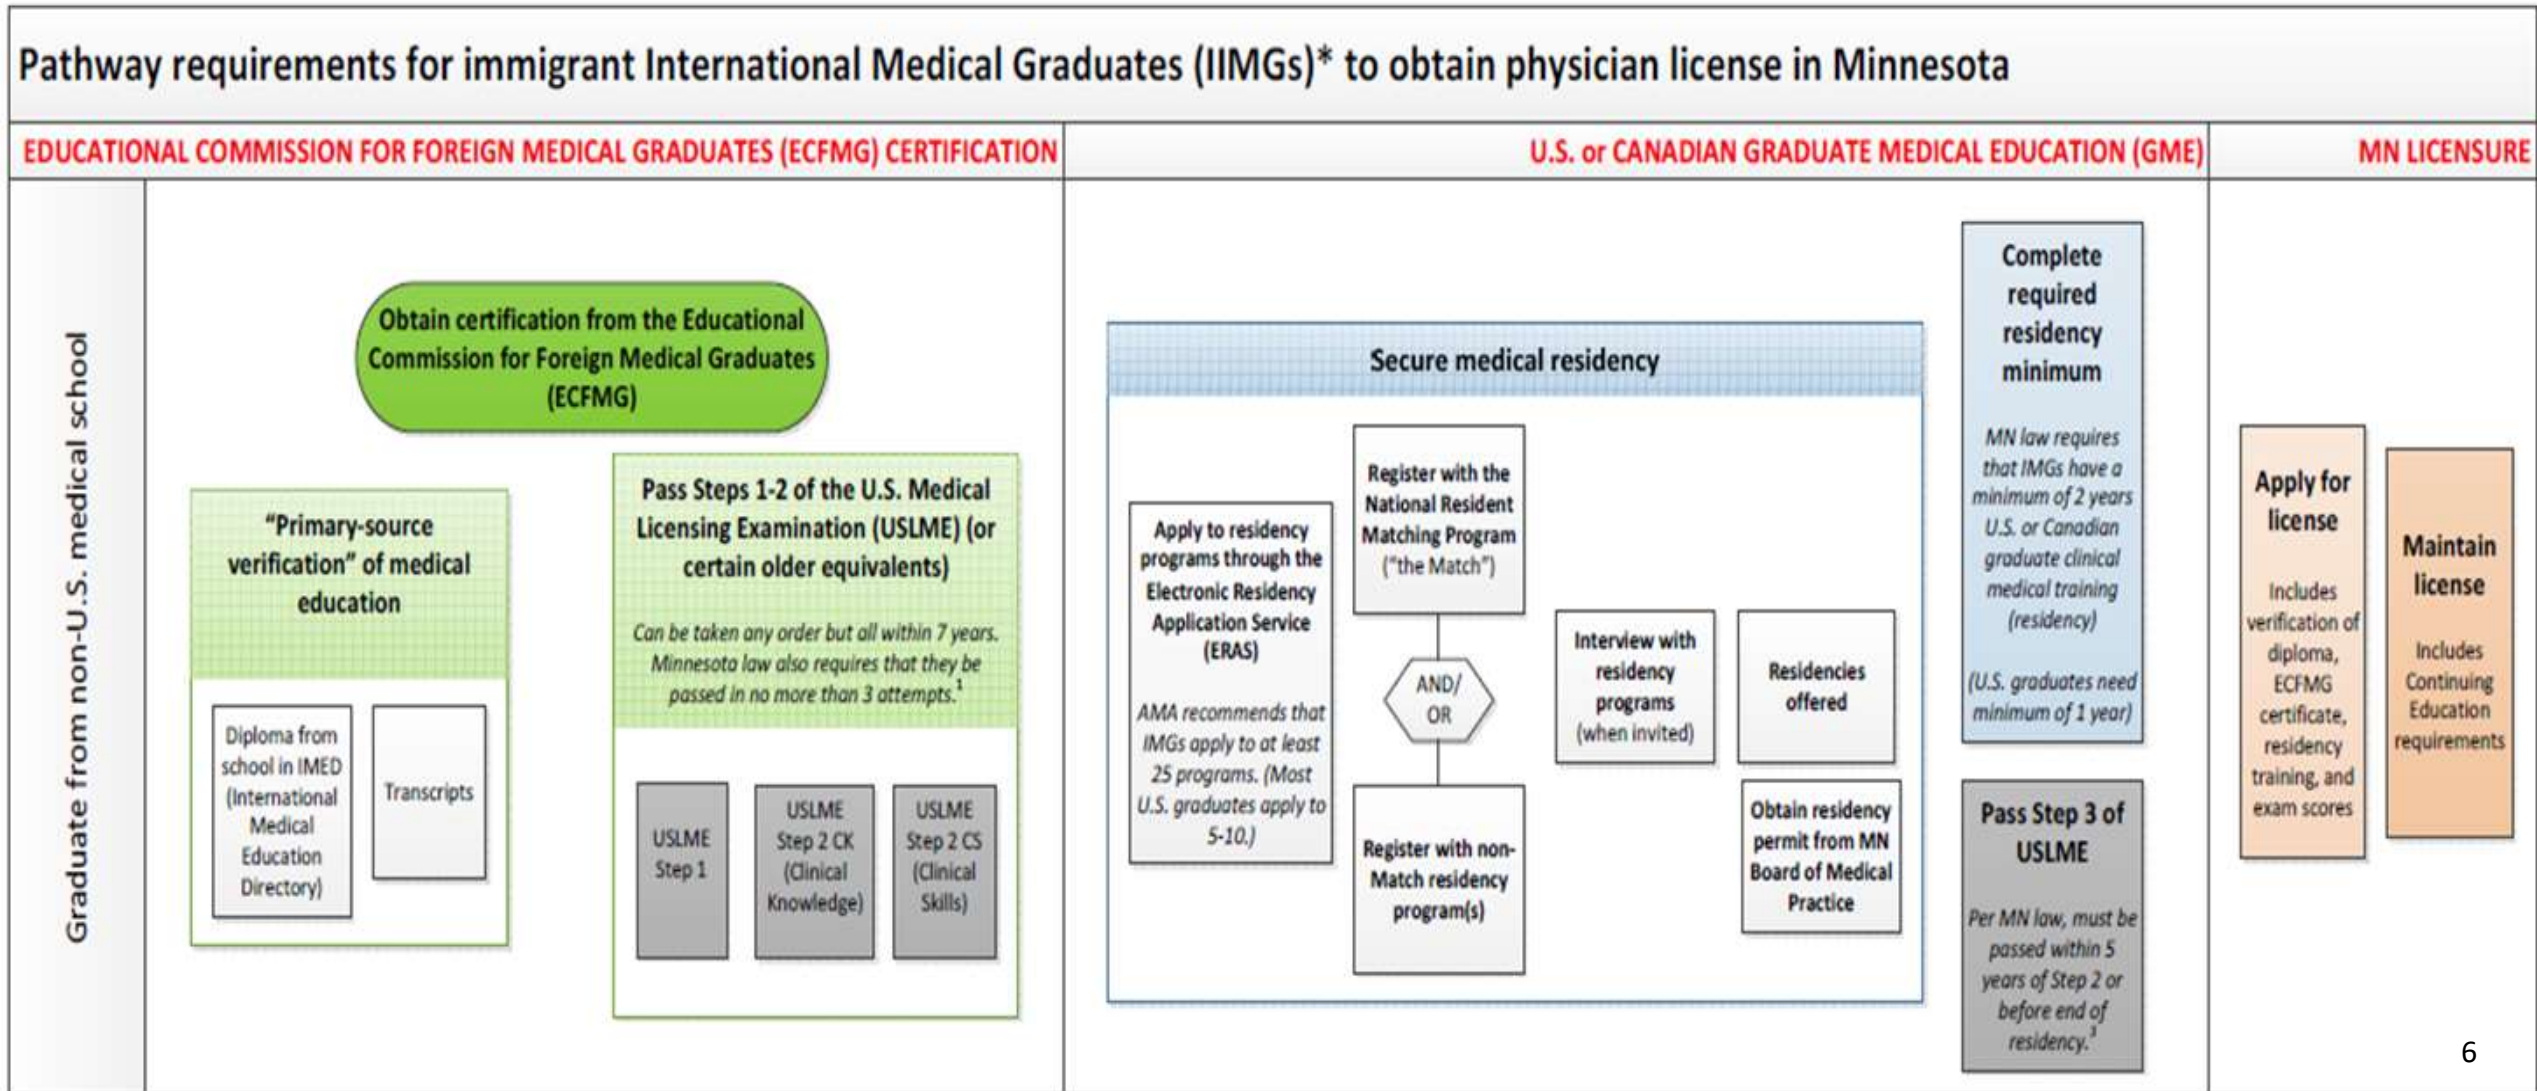 Pathway requirements for immigrant International Medical Graduates (IIMGs)* to obtain physician license in Minnesota
EDUCATIONAL COMMISSION FOR FOREIGN MEDICAL GRADUATES (ECFMG) CERTIFICATION
U.S. or CANADIAN GRADUATE MEDICAL EDUCATION (GME)
MN LICENSURE
Graduate from non-U.S. medical school
Obtain certification from the Educational
Commission for Foreign Medical Graduates
(ECFMG)
“Primary-source
verification” of medical
education
Diploma from
school in IMED
(International
Medical
Education
Directory)
Transcripts
Pass Steps 1-2 of the U.S. Medical
Licensing Examination (USLME) (or
certain older equivalents)
Can be taken any order but all within 7 years.
Minnesota law also requires that they be
passed in no more than 3 attempts.1
USLME
Step 1
USLME
Step 2 CK
(Clinical
Knowledge)
USLME
Step 2 CS
(Clinical
Skills)
Secure medical residency
Apply to residency
programs through the
Electronic Residency
Application Service
(ERAS)
AMA recommends that
IMGs apply to at least
25 programs. (Most
U.S. graduates apply to
5-10.)
Register with the
National Resident
Matching Program
(“the Match”)
AND/
OR
Register with non-
Match residency
program(s)
Interview with
residency
programs
(when invited)
Residencies
offered
Obtain residency
permit from MN
Board of Medical
Practice
Complete
required
residency
minimum
MN law requires
that IMGs have a
minimum of 2 years
U.S. or Canadian
graduate clinical
medical training
(residency)
(U.S. graduates need
minimum of 1 year)
Pass Step 3 of
USLME
Per MN law, must be
passed within 5
years of Step 2 or
before end of
residency.3
Apply for
license
Includes
verification of
diploma,
ECFMG
certificate,
residency
training, and
exam scores
Maintain
license
Includes
Continuing
Education
requirements
6